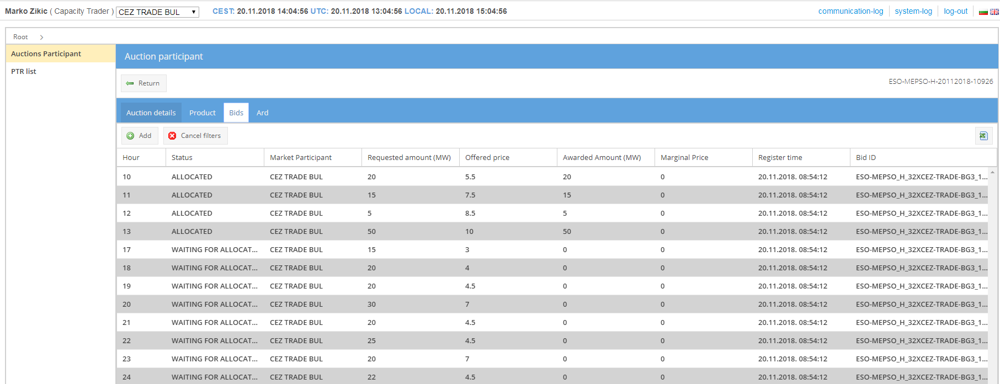 Marko Zikic ( Capacity Trader ) CEZ TRADE BUL CEST: 20.11.2018 14:04:56 UTC: 20.11.2018 13:04:56 LOCAL: 20.11.2018 15:04:56 communication-log system-log log-out
Root
Auctions Participant
PTR list
Auction participant
Return ESO-MEPSO-H-20112018-10926
Auction details Product Bids Ard
Add Cancel filters
Hour Status Market Participant Requested amount (MW) Offered price Awarded Amount (MW) Marginal Price Register time Bid ID
10 ALLOCATED CEZ TRADE BUL 20 5.5 20 0 20.11.2018. 08:54:12 ESO-MEPSO_H_32XCEZ-TRADE-BG3_1...
11 ALLOCATED CEZ TRADE BUL 15 7.5 15 0 20.11.2018. 08:54:12 ESO-MEPSO_H_32XCEZ-TRADE-BG3_1...
12 ALLOCATED CEZ TRADE BUL 5 8.5 5 0 20.11.2018. 08:54:12 ESO-MEPSO_H_32XCEZ-TRADE-BG3_1...
13 ALLOCATED CEZ TRADE BUL 50 10 50 0 20.11.2018. 08:54:12 ESO-MEPSO_H_32XCEZ-TRADE-BG3_1...
17 WAITING FOR ALLOCAT... CEZ TRADE BUL 15 3 0 0 20.11.2018. 08:54:12 ESO-MEPSO_H_32XCEZ-TRADE-BG3_1...
18 WAITING FOR ALLOCAT... CEZ TRADE BUL 20 4 0 0 20.11.2018. 08:54:12 ESO-MEPSO_H_32XCEZ-TRADE-BG3_1...
19 WAITING FOR ALLOCAT... CEZ TRADE BUL 20 4.5 0 0 20.11.2018. 08:54:12 ESO-MEPSO_H_32XCEZ-TRADE-BG3_1...
20 WAITING FOR ALLOCAT... CEZ TRADE BUL 30 7 0 0 20.11.2018. 08:54:12 ESO-MEPSO_H_32XCEZ-TRADE-BG3_1...
21 WAITING FOR ALLOCAT... CEZ TRADE BUL 20 4.5 0 0 20.11.2018. 08:54:12 ESO-MEPSO_H_32XCEZ-TRADE-BG3_1...
22 WAITING FOR ALLOCAT... CEZ TRADE BUL 25 4.5 0 0 20.11.2018. 08:54:12 ESO-MEPSO_H_32XCEZ-TRADE-BG3_1...
23 WAITING FOR ALLOCAT... CEZ TRADE BUL 20 7 0 0 20.11.2018. 08:54:12 ESO-MEPSO_H_32XCEZ-TRADE-BG3_1...
24 WAITING FOR ALLOCAT... CEZ TRADE BUL 22 4.5 0 0 20.11.2018. 08:54:12 ESO-MEPSO_H_32XCEZ-TRADE-BG3_1...